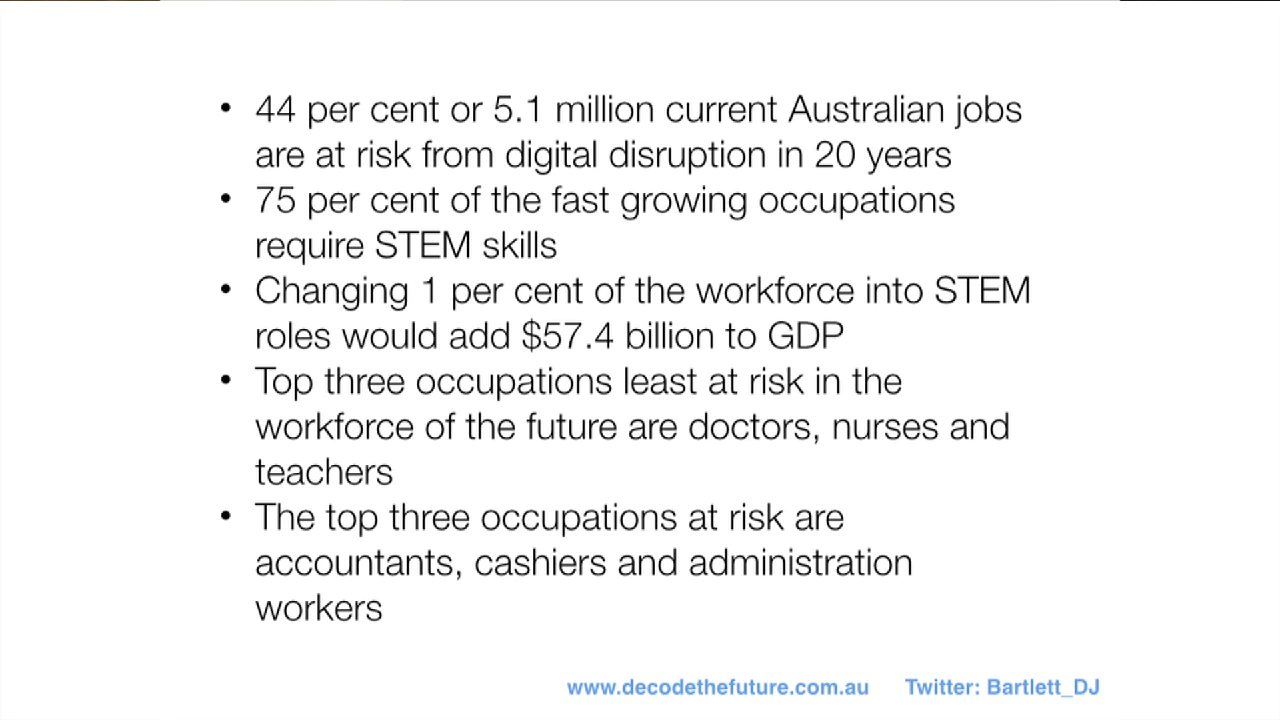 • 44 per cent or 5.1 million current Australian jobs
are at risk from digital disruption in 20 years
• 75 per cent of the fast growing occupations
require STEM skills
• Changing 1 per cent of the workforce into STEM
roles would add $57.4 billion to GDP
• Top three occupations least at risk in the
workforce of the future are doctors, nurses and
teachers
• The top three occupations at risk are
accountants, cashiers and administration
workers
www.decodethefuture.com.au Twitter: Bartlett_DJ